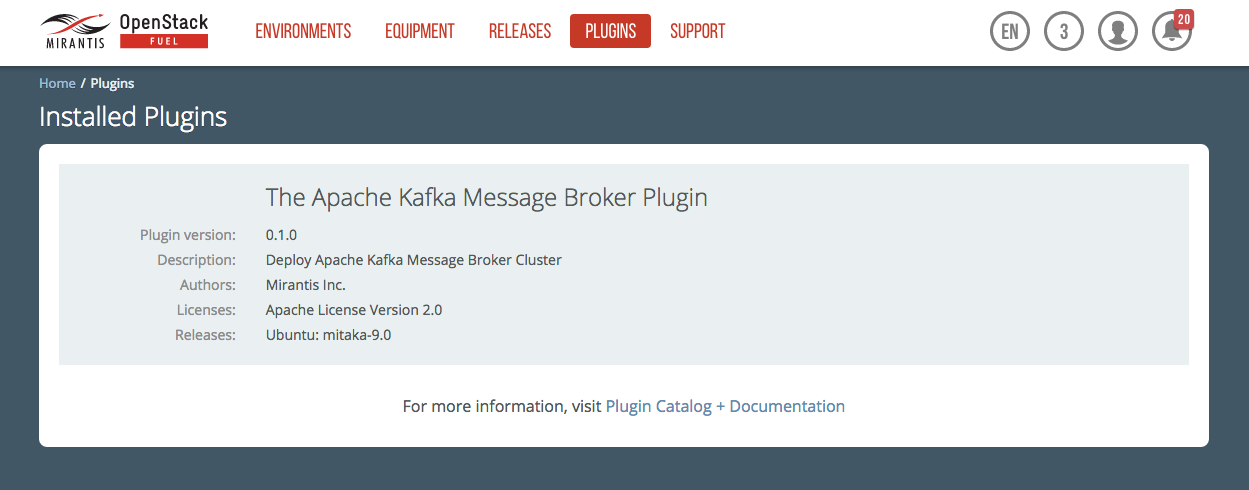 MIRANTIS
OpenStack
FUEL
ENVIRONMENTS EQUIPMENT RELEASES PLUGINS SUPPORT
EN 3 20
Home / Plugins
Installed Plugins
The Apache Kafka Message Broker Plugin
Plugin version: 0.1.0
Description: Deploy Apache Kafka Message Broker Cluster
Authors: Mirantis Inc.
Licenses: Apache License Version 2.0
Releases: Ubuntu: mitaka-9.0
For more information, visit Plugin Catalog + Documentation